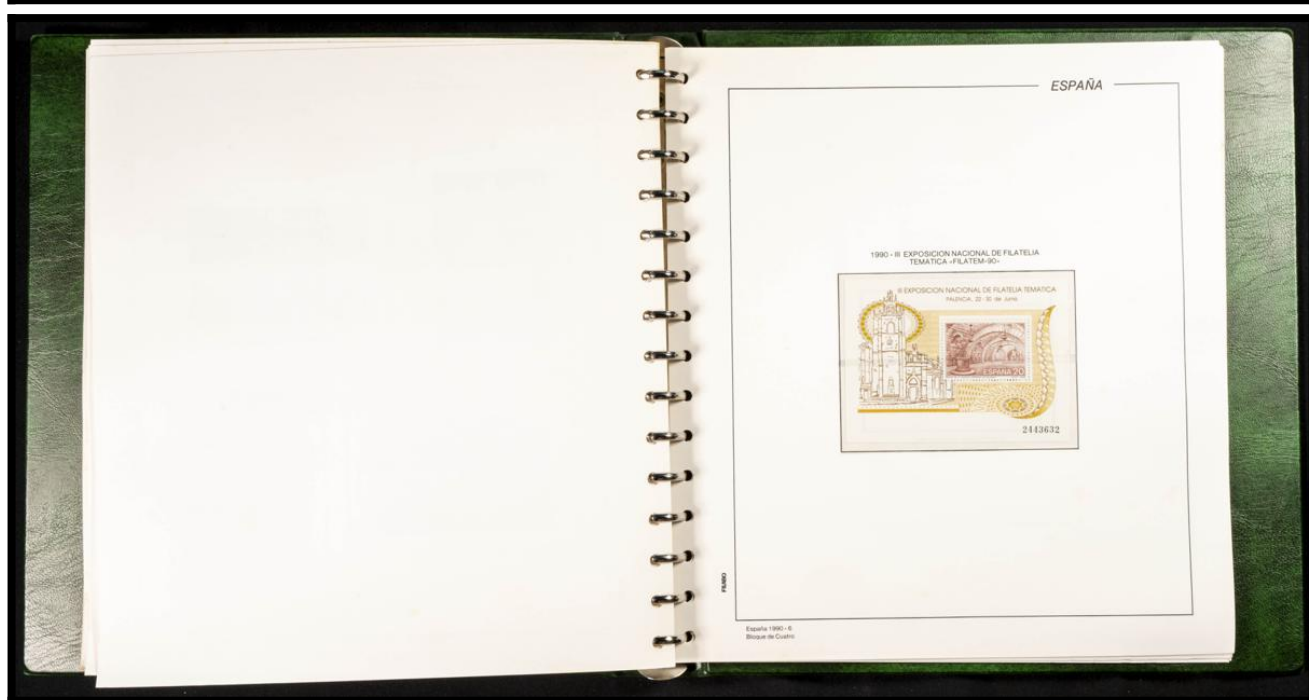 ESPAÑA
1990 - III EXPOSICION NACIONAL DE FILATELIA
TEMATICA «FILATEM-90»
III EXPOSICION NACIONAL DE FILATELIA TEMATICA
PALENCIA, 22 - 30 de Junio
ESPAÑA 20
2443632
FILABO
España 1990 - 6
Bloque de Cuatro